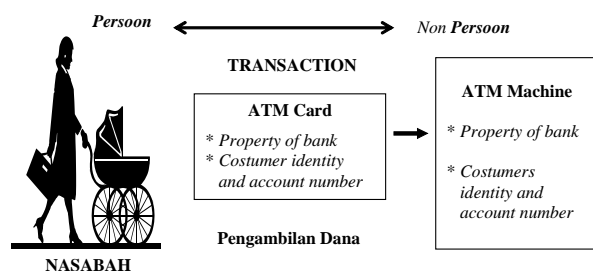 Persoon
Non Persoon
TRANSACTION
ATM Card
* Property of bank
* Costumer identity
and account number
ATM Machine
* Property of bank
* Costumers
identity and
account number
Pengambilan Dana
NASABAH